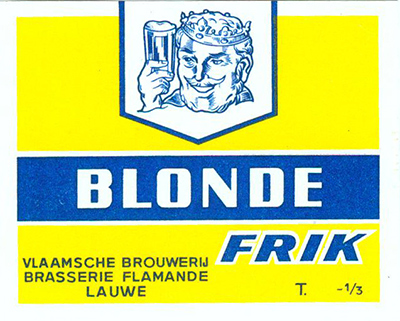 BLONDE
FRIK
VLAAMSCHE BROUWERIJ
BRASSERIE FLAMANDE
LAUWE
T. -1/3